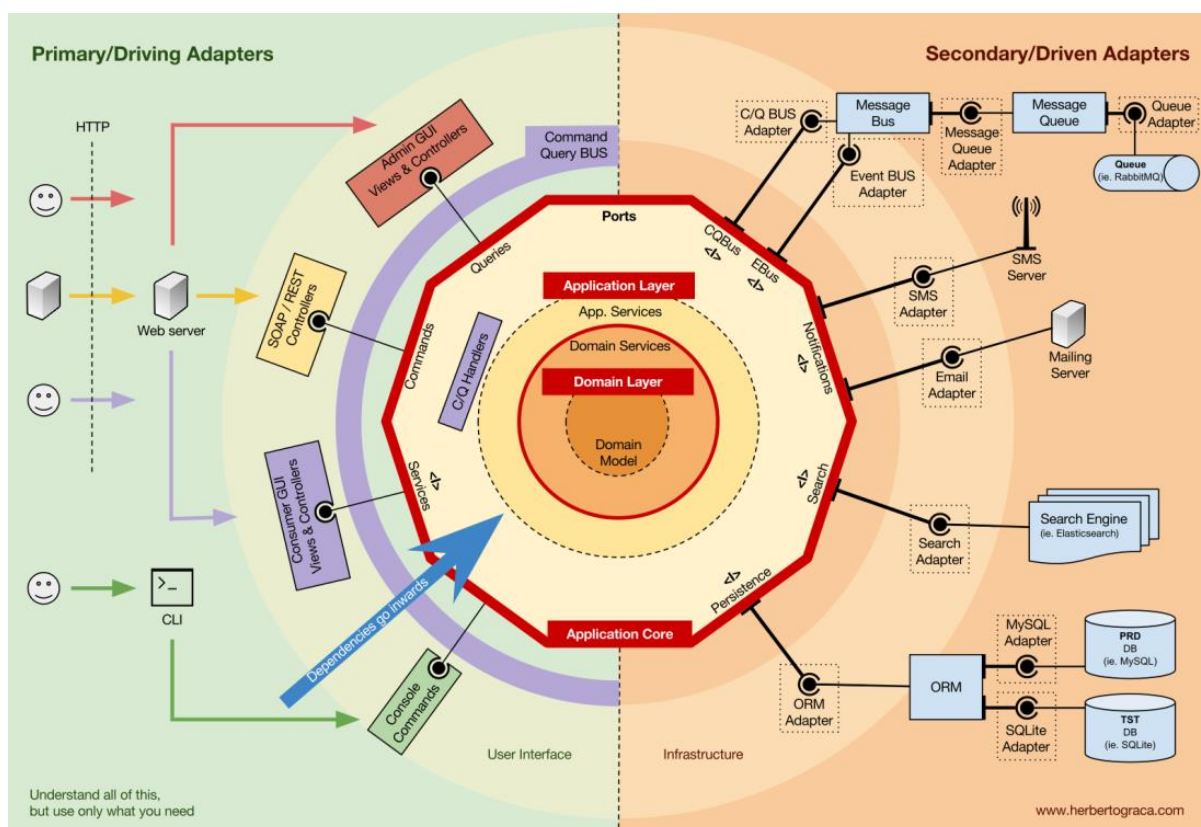 Primary/Driving Adapters
Secondary/Driven Adapters
HTTP
Web server
CLI
Admin GUI
Views & Controllers
SOAP / REST
Controllers
Consumer GUI
Views & Controllers
Console
Commands
Command
Query BUS
Dependencies go inwards
Ports
Queries
Commands
</>
Services
C/Q Handlers
Application Layer
App. Services
Domain Services
Domain Layer
Domain
Model
Application Core
CQBus
</>
EBus
</>
Notifications
</>
Search
</>
Persistence
</>
C/Q BUS
Adapter
Message
Bus
Event BUS
Adapter
Message
Queue
Adapter
Message
Queue
Queue
Adapter
Queue
(ie. RabbitMQ)
SMS
Server
SMS
Adapter
Mailing
Server
Email
Adapter
Search Engine
(ie. Elasticsearch)
Search
Adapter
ORM
Adapter
ORM
MySQL
Adapter
PRD
DB
(ie. MySQL)
SQLite
Adapter
TST
DB
(ie. SQLite)
User Interface
Infrastructure
Understand all of this,
but use only what you need
www.herbertograca.com